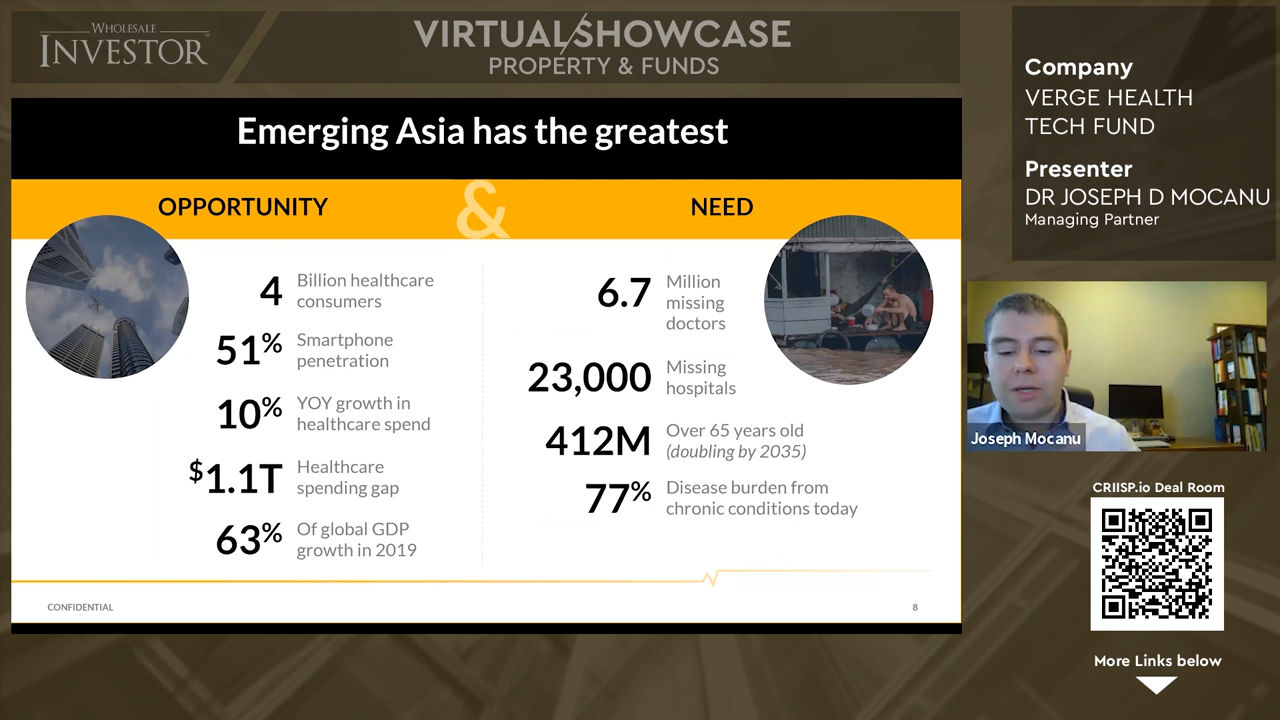 WHOLESALE
INVESTOR
VIRTUAL SHOWCASE
PROPERTY & FUNDS
Company
VERGE HEALTH
TECH FUND
Presenter
DR JOSEPH D MOCANU
Managing Partner
Emerging Asia has the greatest
OPPORTUNITY
&
NEED
4 Billion healthcare
consumers
51% Smartphone
penetration
10% YOY growth in
healthcare spend
$1.1T Healthcare
spending gap
63% Of global GDP
growth in 2019
6.7 Million
missing
doctors
23,000 Missing
hospitals
412M Over 65 years old
(doubling by 2035)
77% Disease burden from
chronic conditions today
CONFIDENTIAL
8
Joseph Mocanu
CRIISP.io Deal Room
More Links below